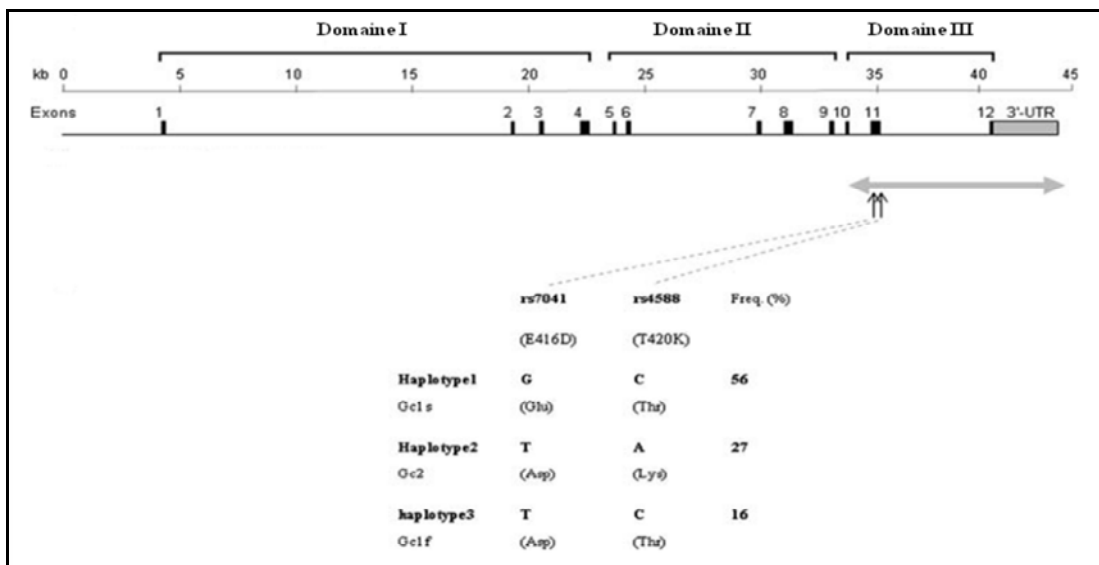 Domaine I Domaine II Domaine III
kb 0 5 10 15 20 25 30 35 40 45
Exons 1 2 3 4 5 6 7 8 9 10 11 12 3'-UTR
rs7041 rs4588 Freq. (%)
(E416D) (T420K)
Haplotype1 G C 56
Gc1s (Glu) (Thr)
Haplotype2 T A 27
Gc2 (Asp) (Lys)
haplotype3 T C 16
Gc1f (Asp) (Thr)